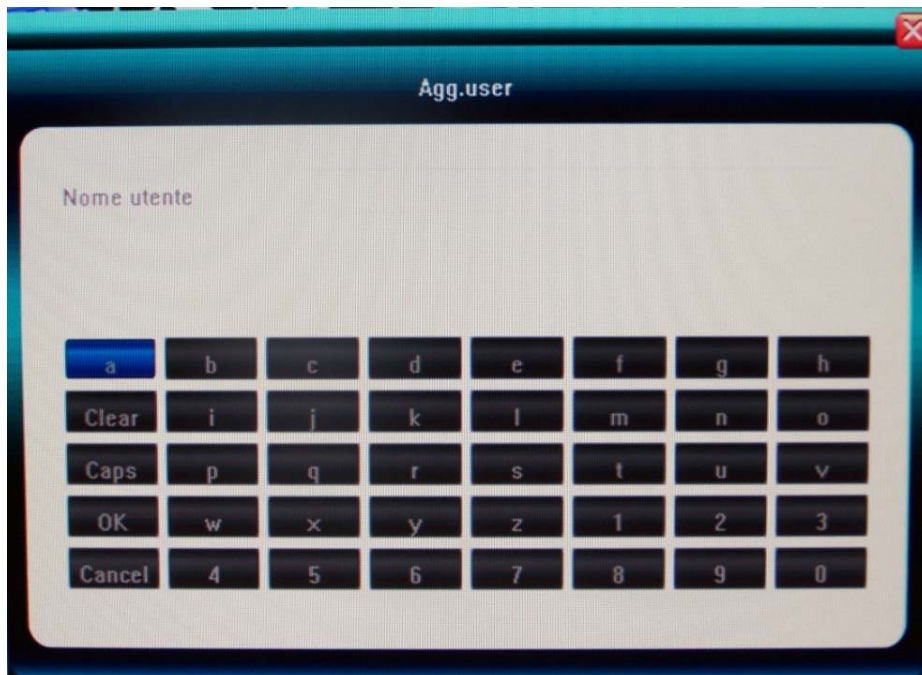 Agg.user
Nome utente
a b c d e f g h
Clear i j k l m n o
Caps p q r s t u v
OK w x y z 1 2 3
Cancel 4 5 6 7 8 9 0